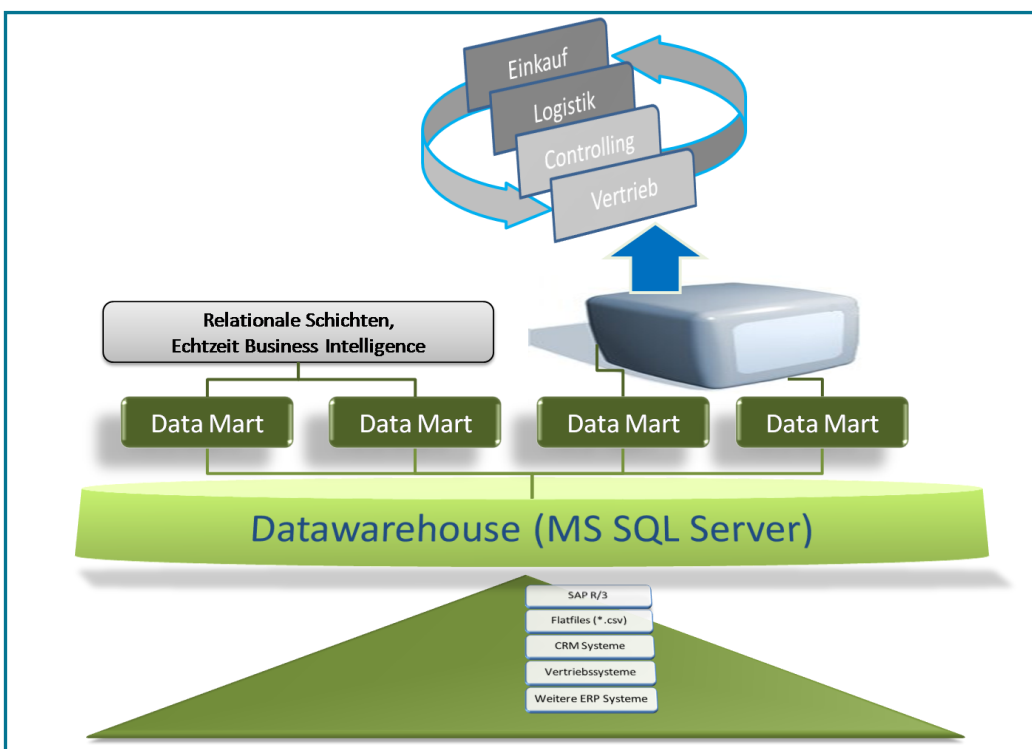 Einkauf
Logistik
Controlling
Vertrieb
Relationale Schichten,
Echtzeit Business Intelligence
Data Mart
Data Mart
Data Mart
Data Mart
Datawarehouse (MS SQL Server)
SAP R/3
Flatfiles (*.csv)
CRM Systeme
Vertriebssysteme
Weitere ERP Systeme